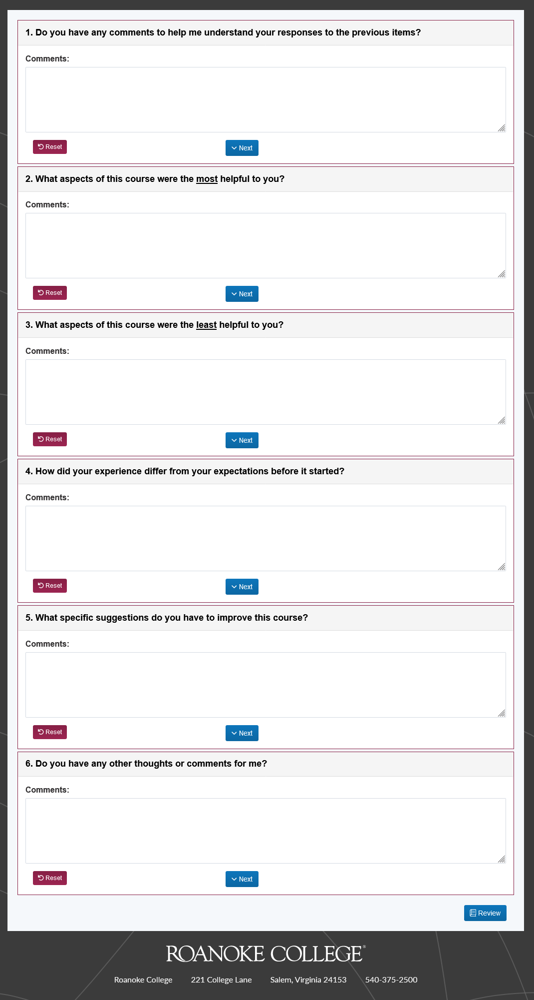 1. Do you have any comments to help me understand your responses to the previous items?
Comments:
Reset
Next
2. What aspects of this course were the most helpful to you?
Comments:
Reset
Next
3. What aspects of this course were the least helpful to you?
Comments:
Reset
Next
4. How did your experience differ from your expectations before it started?
Comments:
Reset
Next
5. What specific suggestions do you have to improve this course?
Comments:
Reset
Next
6. Do you have any other thoughts or comments for me?
Comments:
Reset
Next
Review
ROANOKE COLLEGE®
Roanoke College 221 College Lane Salem, Virginia 24153 540-375-2500